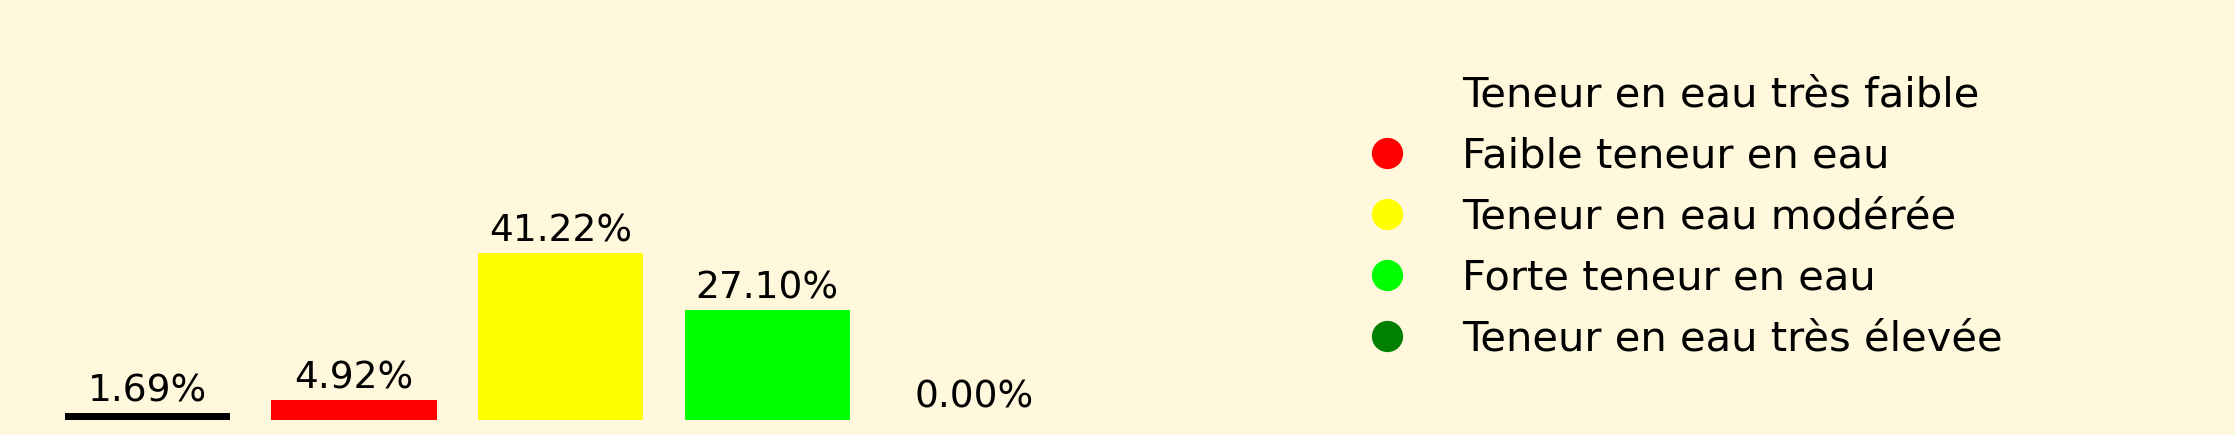 1.69%
4.92%
41.22%
27.10%
0.00%
Teneur en eau très faible
Faible teneur en eau
Teneur en eau modérée
Forte teneur en eau
Teneur en eau très élevée